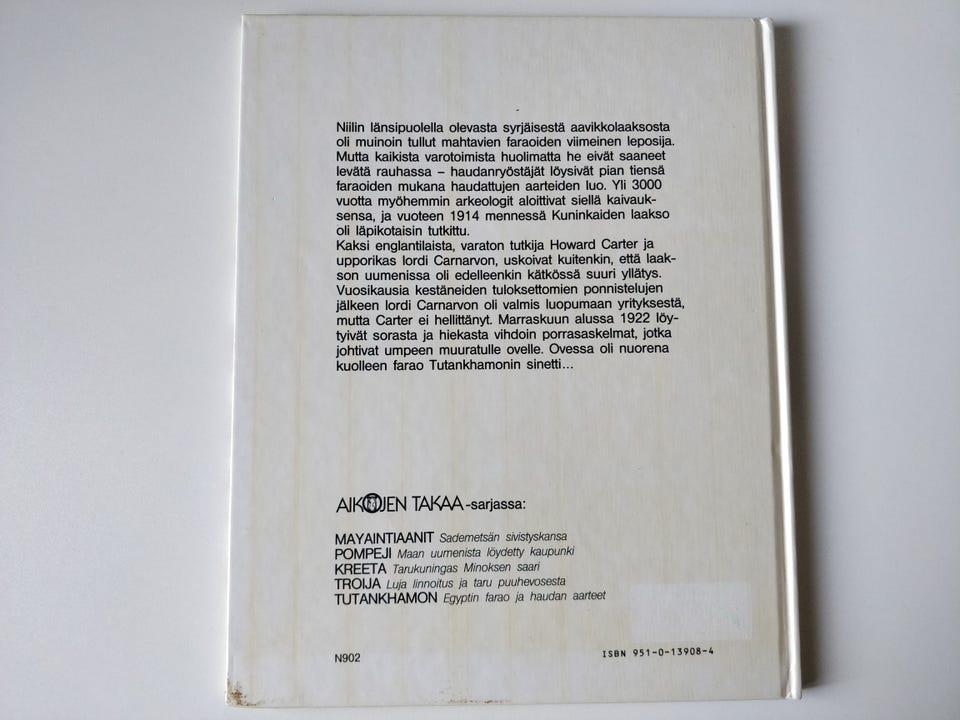 Niilin länsipuolella olevasta syrjäisestä aavikkolaaksosta
oli muinoin tullut mahtavien faraoiden viimeinen leposija.
Mutta kaikista varotoimista huolimatta he eivät saaneet
levätä rauhassa – haudanryöstäjät löysivät pian tiensä
faraoiden mukana haudattujen aarteiden luo. Yli 3000
vuotta myöhemmin arkeologit aloittivat siellä kaivauk-
sensa, ja vuoteen 1914 mennessä Kuninkaiden laakso
oli läpikotaisin tutkittu.
Kaksi englantilaista, varaton tutkija Howard Carter ja
upporikas lordi Carnarvon, uskoivat kuitenkin, että laak-
son uumenissa oli edelleenkin kätkössä suuri yllätys.
Vuosikausia kestäneiden tuloksettomien ponnistelujen
jälkeen lordi Carnarvon oli valmis luopumaan yrityksestä,
mutta Carter ei hellittänyt. Marraskuun alussa 1922 löy-
tyivät sorasta ja hiekasta vihdoin porrasaskelmat, jotka
johtivat umpeen muuratulle ovelle. Ovessa oli nuorena
kuolleen farao Tutankhamonin sinetti...
AIKOJEN TAKAA-sarjassa:
MAYAINTIAANIT Sademetsän sivistyskansa
POMPEJI Maan uumenista löydetty kaupunki
KREETA Tarukuningas Minoksen saari
TROIJA Luja linnoitus ja taru puuhevosesta
TUTANKHAMON Egyptin farao ja haudan aarteet
N902
ISBN 951-0-13908-4